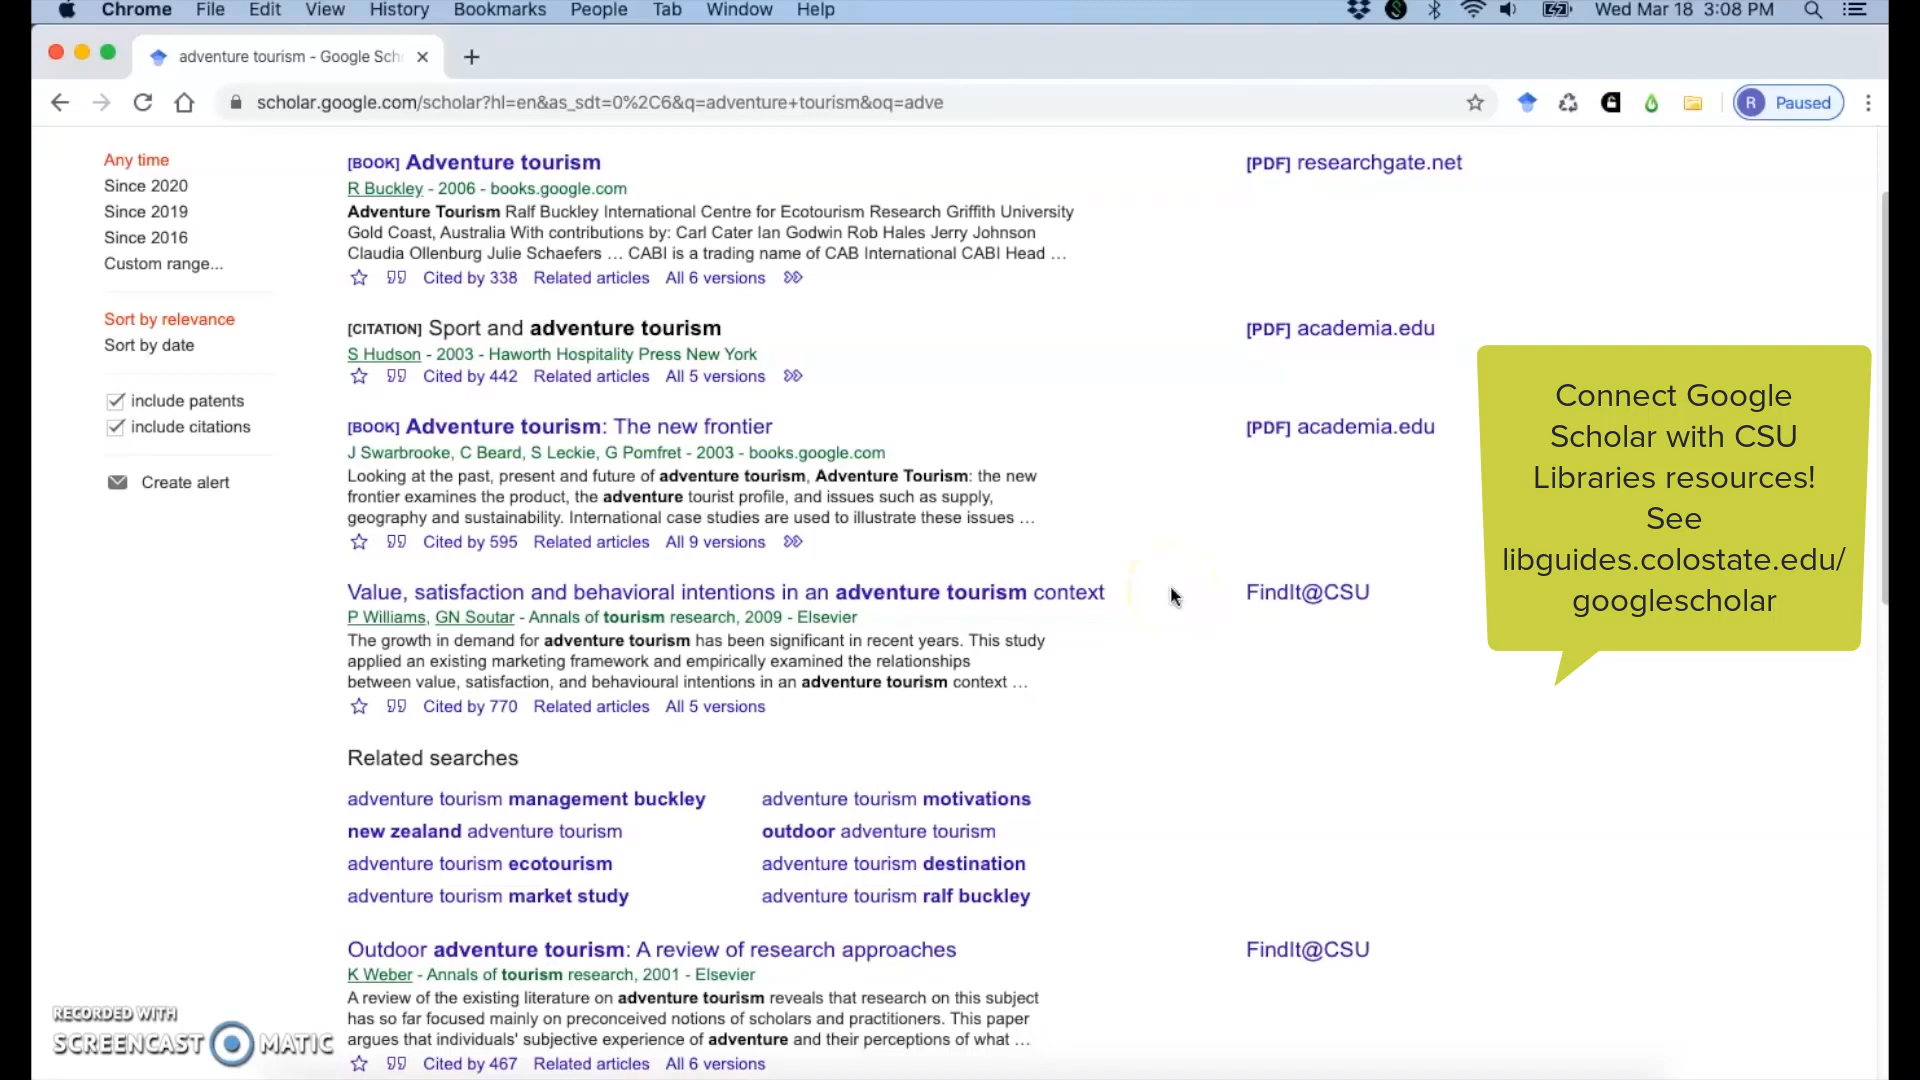 Chrome File Edit View History Bookmarks People Tab Window Help Wed Mar 18 3:08 PM
adventure tourism - Google Sch
scholar.google.com/scholar?hl=en&as_sdt=0%2C6&q=adventure+tourism&oq=adve R Paused
Any time
Since 2020
Since 2019
Since 2016
Custom range...
Sort by relevance
Sort by date
include patents
include citations
Create alert
[BOOK] Adventure tourism
R Buckley - 2006 - books.google.com
Adventure Tourism Ralf Buckley International Centre for Ecotourism Research Griffith University
Gold Coast, Australia With contributions by: Carl Cater Ian Godwin Rob Hales Jerry Johnson
Claudia Ollenburg Julie Schaefers … CABI is a trading name of CAB International CABI Head …
Cited by 338 Related articles All 6 versions
[PDF] researchgate.net
[CITATION] Sport and adventure tourism
S Hudson - 2003 - Haworth Hospitality Press New York
Cited by 442 Related articles All 5 versions
[PDF] academia.edu
[BOOK] Adventure tourism: The new frontier
J Swarbrooke, C Beard, S Leckie, G Pomfret - 2003 - books.google.com
Looking at the past, present and future of adventure tourism, Adventure Tourism: the new
frontier examines the product, the adventure tourist profile, and issues such as supply,
geography and sustainability. International case studies are used to illustrate these issues …
Cited by 595 Related articles All 9 versions
[PDF] academia.edu
Value, satisfaction and behavioral intentions in an adventure tourism context
P Williams, GN Soutar - Annals of tourism research, 2009 - Elsevier
The growth in demand for adventure tourism has been significant in recent years. This study
applied an existing marketing framework and empirically examined the relationships
between value, satisfaction, and behavioural intentions in an adventure tourism context …
Cited by 770 Related articles All 5 versions
FindIt@CSU
Related searches
adventure tourism management buckley
new zealand adventure tourism
adventure tourism ecotourism
adventure tourism market study
adventure tourism motivations
outdoor adventure tourism
adventure tourism destination
adventure tourism ralf buckley
Outdoor adventure tourism: A review of research approaches
K Weber - Annals of tourism research, 2001 - Elsevier
A review of the existing literature on adventure tourism reveals that research on this subject
has so far focused mainly on preconceived notions of scholars and practitioners. This paper
argues that individuals' subjective experience of adventure and their perceptions of what …
Cited by 467 Related articles All 6 versions
FindIt@CSU
Connect Google
Scholar with CSU
Libraries resources!
See
libguides.colostate.edu/
googlescholar
RECORDED WITH
SCREENCAST MATIC